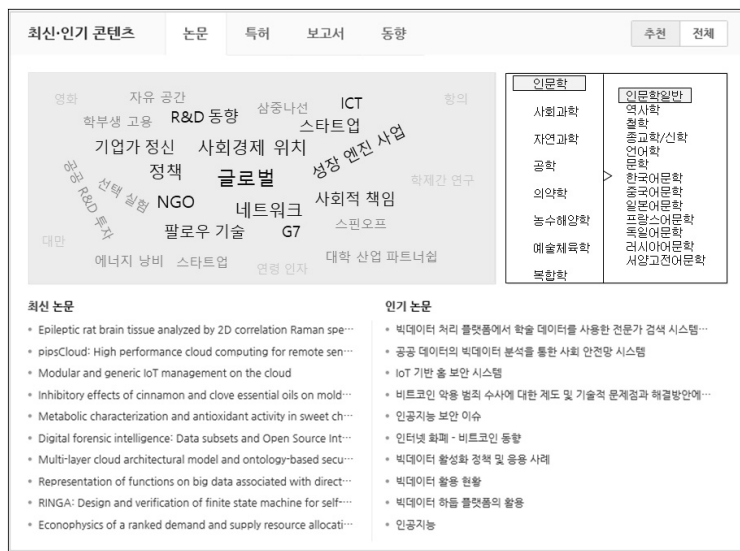 최신·인기 콘텐츠 논문 특허 보고서 동향 추천 전체
영화 자유 공간 삼중나선 ICT 항의
학부생 고용 R&D 동향 스타트업
기업가 정신 사회경제 위치 성장 엔진 사업
공공 R&D 투자 선택 실험 정책 글로벌 학제간 연구
NGO 네트워크 사회적 책임
대만 팔로우 기술 G7 스핀오프
에너지 낭비 스타트업 연령 인자 대학 산업 파트너쉽
인문학
사회과학
자연과학
공학
의약학
농수해양학
예술체육학
복합학
>
인문학일반
역사학
철학
종교학/신학
언어학
문학
한국어문학
중국어문학
일본어문학
프랑스어문학
독일어문학
러시아어문학
서양고전어문학
최신 논문
• Epileptic rat brain tissue analyzed by 2D correlation Raman spe…
• pipsCloud: High performance cloud computing for remote sen…
• Modular and generic IoT management on the cloud
• Inhibitory effects of cinnamon and clove essential oils on mold…
• Metabolic characterization and antioxidant activity in sweet ch…
• Digital forensic intelligence: Data subsets and Open Source Int…
• Multi-layer cloud architectural model and ontology-based secu…
• Representation of functions on big data associated with direct…
• RINGA: Design and verification of finite state machine for self-…
• Econophysics of a ranked demand and supply resource allocati…
인기 논문
• 빅데이터 처리 플랫폼에서 학술 데이터를 사용한 전문가 검색 시스템…
• 공공 데이터의 빅데이터 분석을 통한 사회 안전망 시스템
• IoT 기반 홈 보안 시스템
• 비트코인 악용 범죄 수사에 대한 제도 및 기술적 문제점과 해결방안에…
• 인공지능 보안 이슈
• 인터넷 화폐 - 비트코인 동향
• 빅데이터 활성화 정책 및 응용 사례
• 빅데이터 활용 현황
• 빅데이터 하둡 플랫폼의 활용
• 인공지능